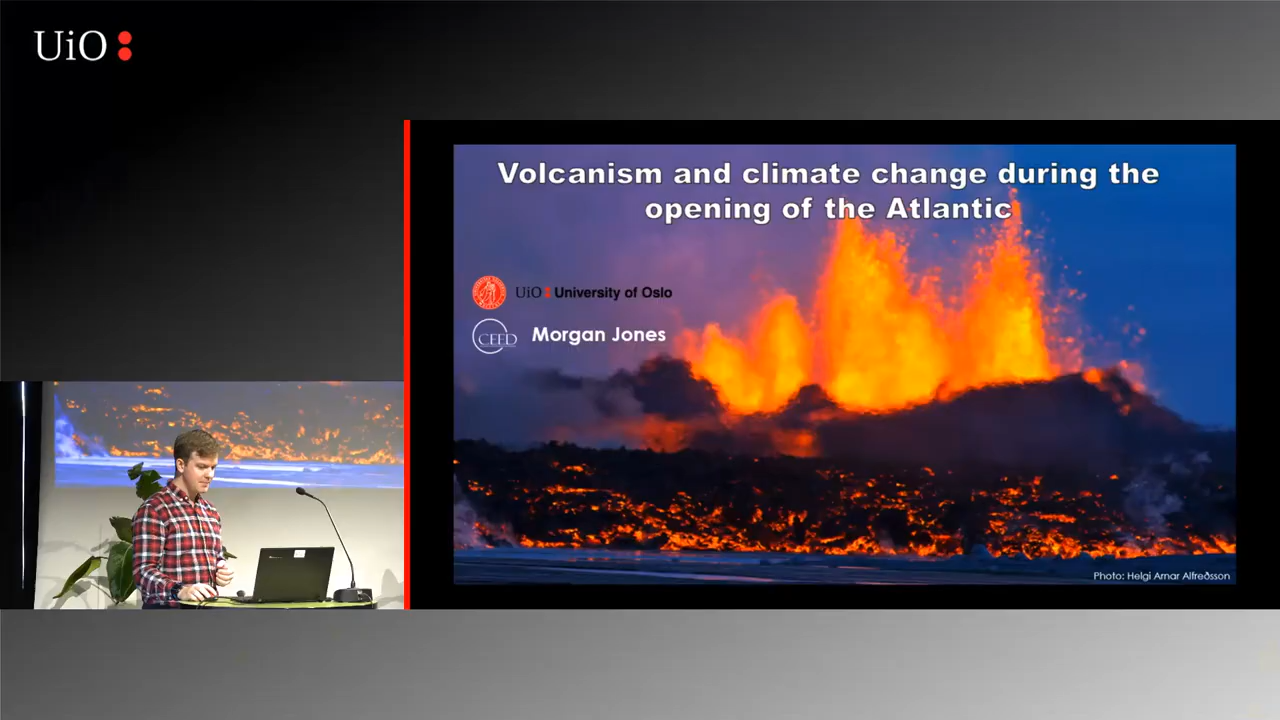 UiO:
Volcanism and climate change during the
opening of the Atlantic
UiO: University of Oslo
CEED
Morgan Jones
Photo: Helgi Arnar Alfreðsson